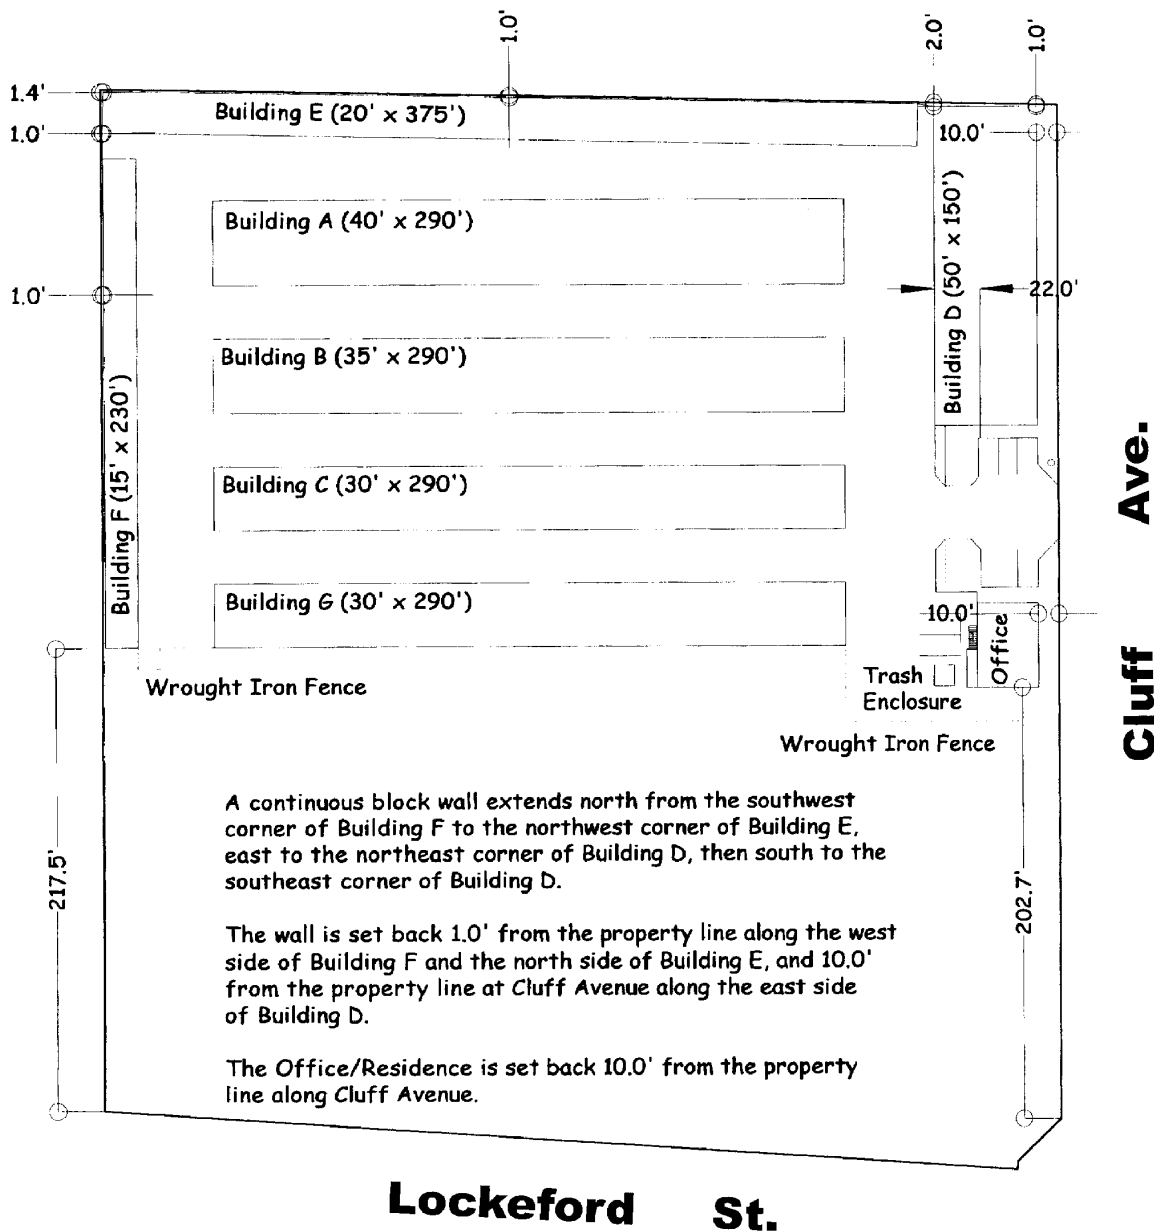 1.0'
2.0'
1.0'
1.4'
Building E (20' x 375')
1.0'
10.0'
Building A (40' x 290')
Building D (50' x 150')
22.0'
1.0'
Building B (35' x 290')
Building F (15' x 230')
Building C (30' x 290')
Cluff Ave.
Building G (30' x 290')
10.0'
Office
Wrought Iron Fence
Trash
Enclosure
Wrought Iron Fence
217.5'
202.7'
A continuous block wall extends north from the southwest
corner of Building F to the northwest corner of Building E,
east to the northeast corner of Building D, then south to the
southeast corner of Building D.
The wall is set back 1.0' from the property line along the west
side of Building F and the north side of Building E, and 10.0'
from the property line at Cluff Avenue along the east side
of Building D.
The Office/Residence is set back 10.0' from the property
line along Cluff Avenue.
Lockeford St.